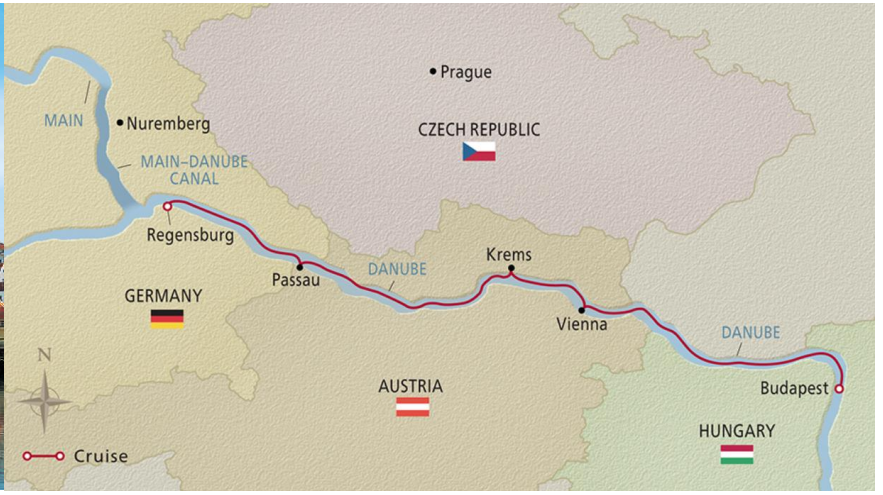 Prague
MAIN
Nuremberg
CZECH REPUBLIC
MAIN–DANUBE
CANAL
Regensburg
Krems
Passau
DANUBE
GERMANY
Vienna
DANUBE
N
AUSTRIA
Budapest
HUNGARY
Cruise